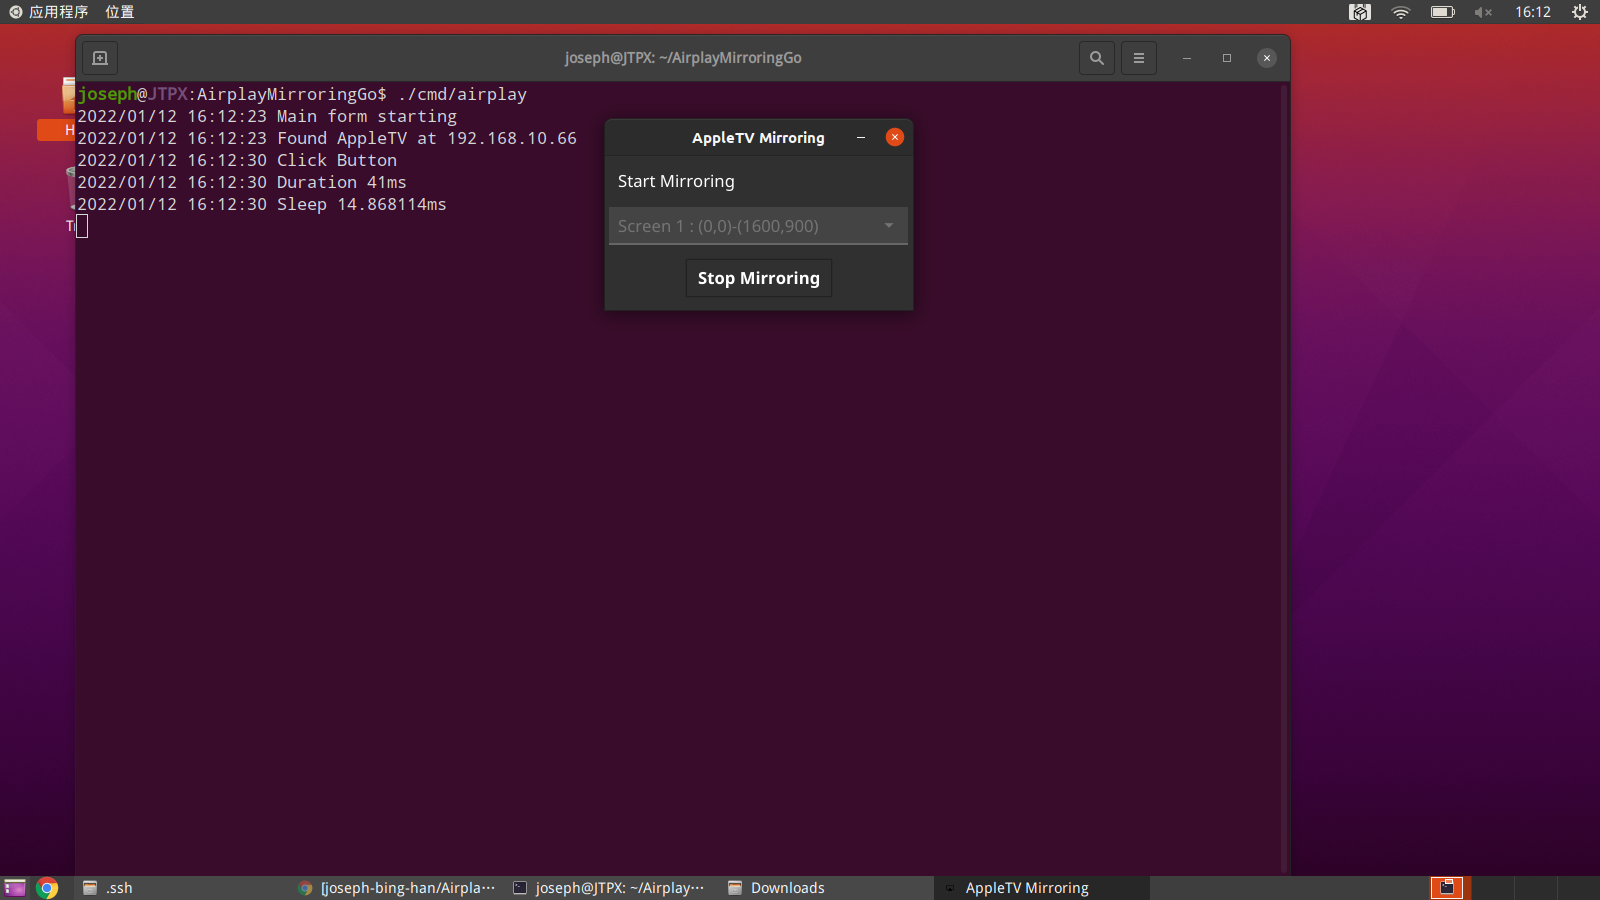 应用程序 位置 16:12
joseph@JTPX: ~/AirplayMirroringGo
joseph@JTPX:AirplayMirroringGo$ ./cmd/airplay
2022/01/12 16:12:23 Main form starting
2022/01/12 16:12:23 Found AppleTV at 192.168.10.66
2022/01/12 16:12:30 Click Button
2022/01/12 16:12:30 Duration 41ms
2022/01/12 16:12:30 Sleep 14.868114ms
AppleTV Mirroring
Start Mirroring
Screen 1 : (0,0)-(1600,900)
Stop Mirroring
.ssh [joseph-bing-han/Airpla··· joseph@JTPX: ~/Airplay··· Downloads AppleTV Mirroring